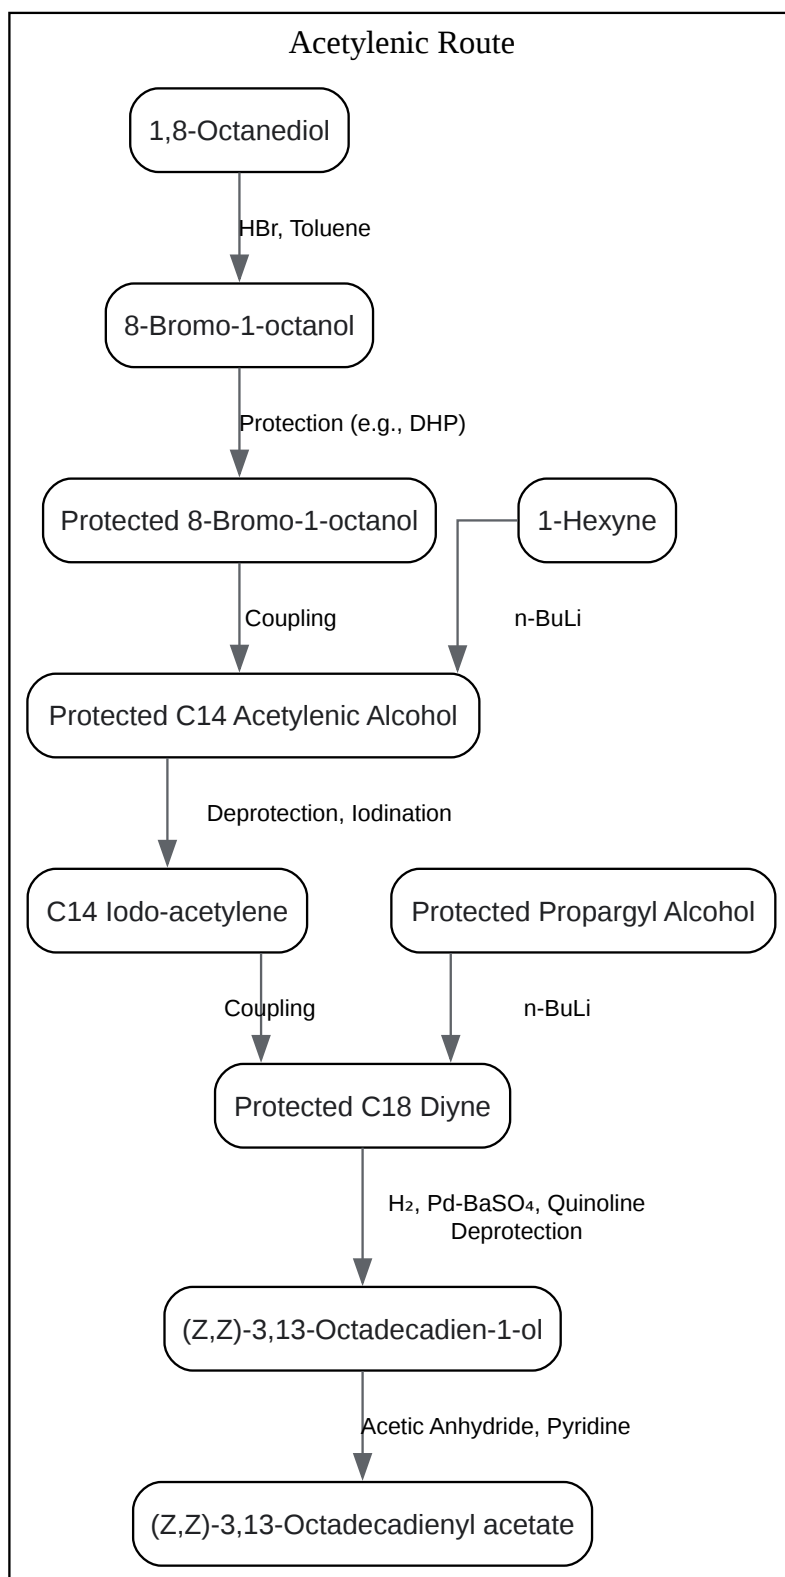 Acetylenic Route
1,8-Octanediol
HBr, Toluene
8-Bromo-1-octanol
Protection (e.g., DHP)
Protected 8-Bromo-1-octanol
1-Hexyne
Coupling
n-BuLi
Protected C14 Acetylenic Alcohol
Deprotection, Iodination
C14 Iodo-acetylene
Protected Propargyl Alcohol
Coupling
n-BuLi
Protected C18 Diyne
H₂, Pd-BaSO₄, Quinoline
Deprotection
(Z,Z)-3,13-Octadecadien-1-ol
Acetic Anhydride, Pyridine
(Z,Z)-3,13-Octadecadienyl acetate